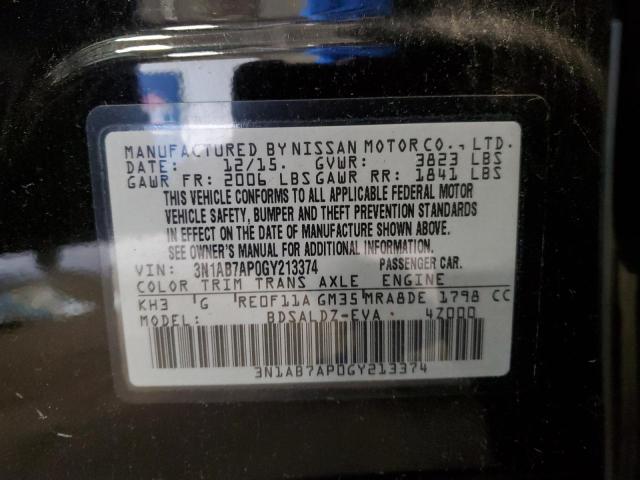 MANUFACTURED BY NISSAN MOTOR CO., LTD.
DATE: 12/15. GVWR: 3823 LBS
GAWR FR: 2006 LBS GAWR RR: 1841 LBS
THIS VEHICLE CONFORMS TO ALL APPLICABLE FEDERAL MOTOR
VEHICLE SAFETY, BUMPER AND THEFT PREVENTION STANDARDS
IN EFFECT ON THE DATE OF MANUFACTURE SHOWN ABOVE.
SEE OWNER'S MANUAL FOR ADDITIONAL INFORMATION.
VIN: 3N1AB7AP0GY213374 PASSENGER CAR.
COLOR TRIM TRANS AXLE ENGINE
KH3 G RE0F11A GM35 MRA8DE 1798 CC
MODEL: BDSALDZ-EVA 4Z000
3N1AB7AP0GY213374